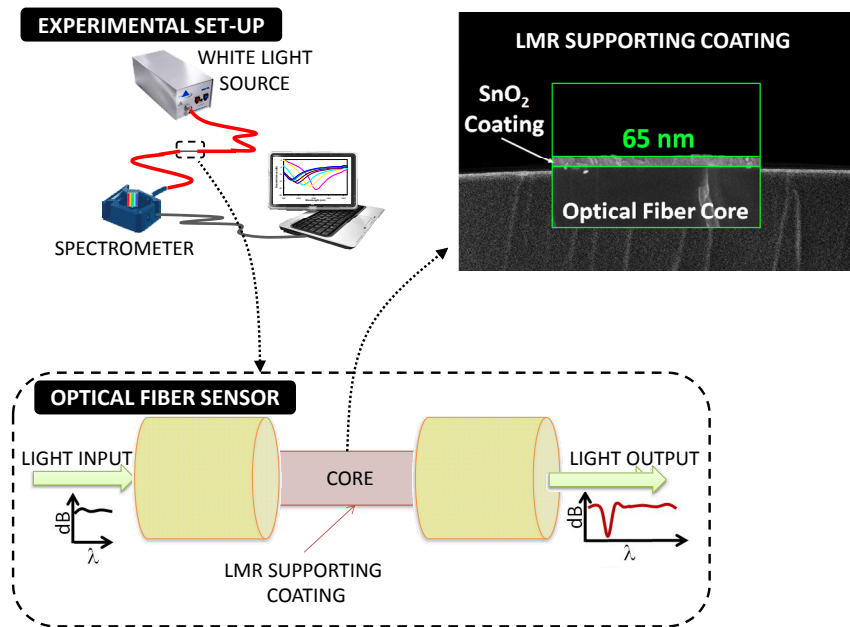 EXPERIMENTAL SET-UP
WHITE LIGHT
SOURCE
SPECTROMETER
LMR SUPPORTING COATING
SnO₂
Coating
65 nm
Optical Fiber Core
OPTICAL FIBER SENSOR
LIGHT INPUT
dB
λ
CORE
LMR SUPPORTING
COATING
LIGHT OUTPUT
dB
λ